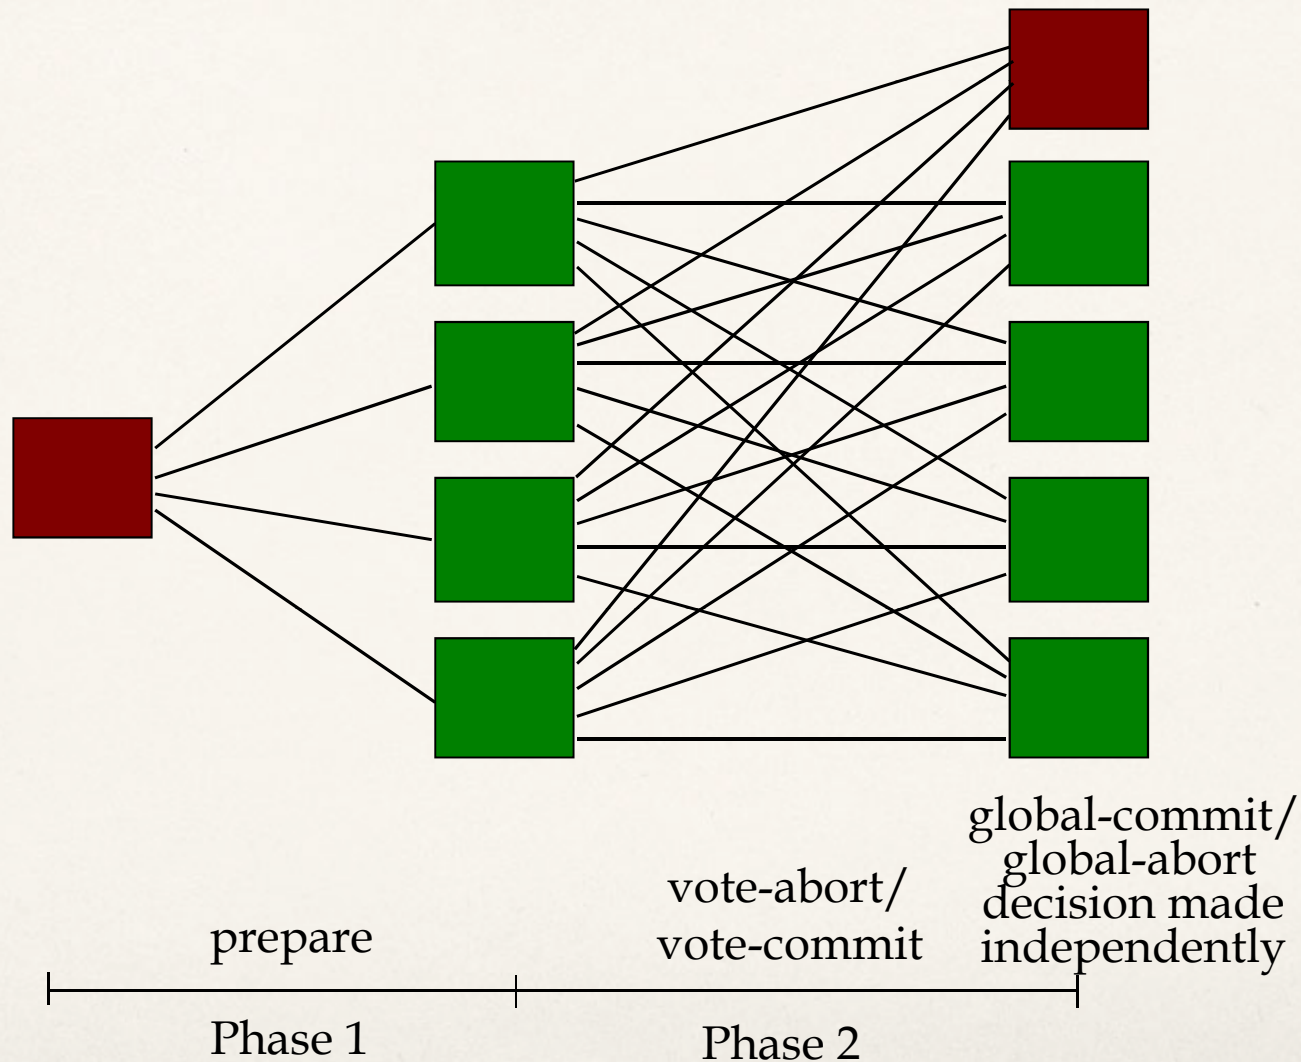 global-commit/
global-abort
decision made
independently
vote-abort/
vote-commit
prepare
Phase 1
Phase 2